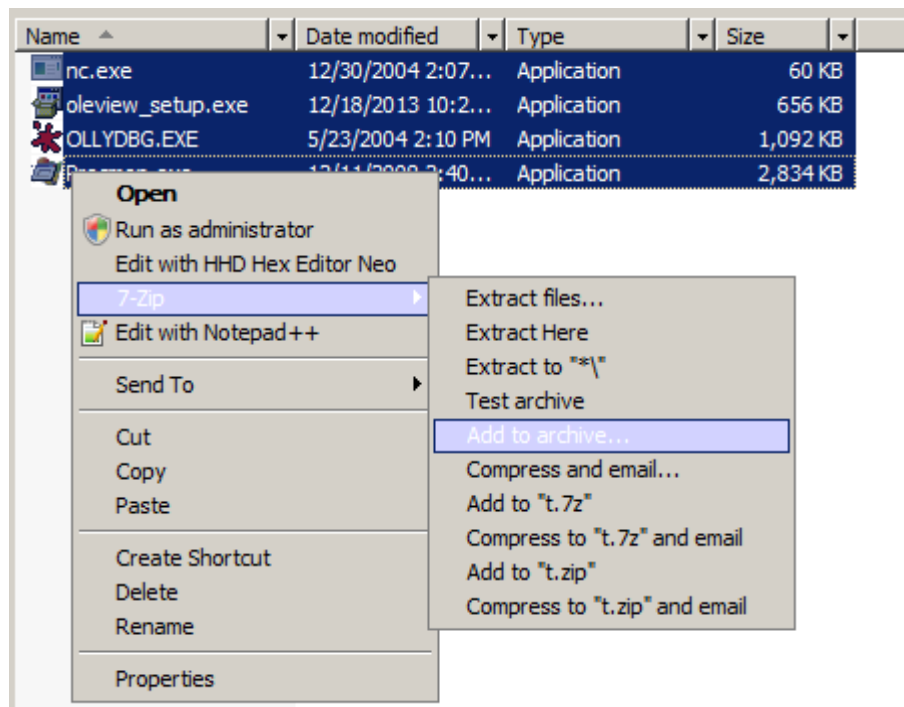 Name Date modified Type Size
nc.exe 12/30/2004 2:07... Application 60 KB
oleview_setup.exe 12/18/2013 10:2... Application 656 KB
OLLYDBG.EXE 5/23/2004 2:10 PM Application 1,092 KB
Application 2,834 KB
Open
Run as administrator
Edit with HHD Hex Editor Neo
7-Zip
Edit with Notepad++
Send To
Cut
Copy
Paste
Create Shortcut
Delete
Rename
Properties
Extract files...
Extract Here
Extract to "*\"
Test archive
Add to archive...
Compress and email...
Add to "t.7z"
Compress to "t.7z" and email
Add to "t.zip"
Compress to "t.zip" and email